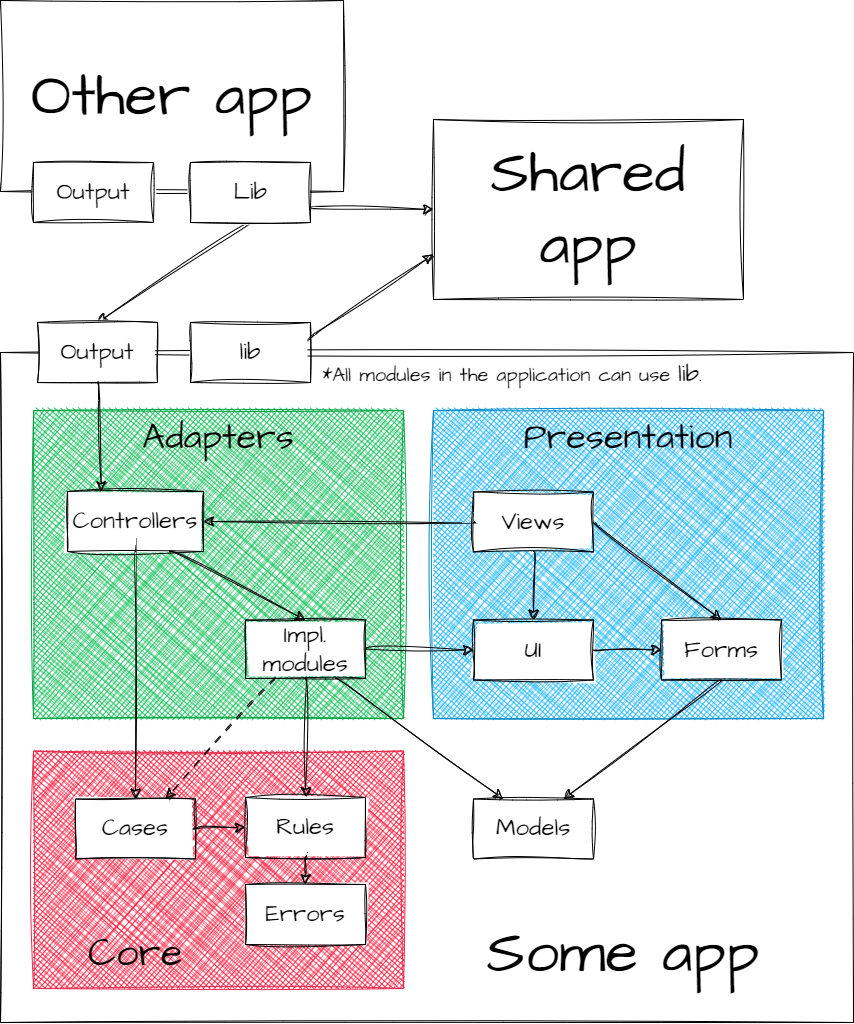 Other app
Output
Lib
Shared
app
Output
lib
*All modules in the application can use lib.
Adapters
Presentation
Controllers
Views
Impl.
modules
UI
Forms
Cases
Rules
Models
Errors
Core
Some app